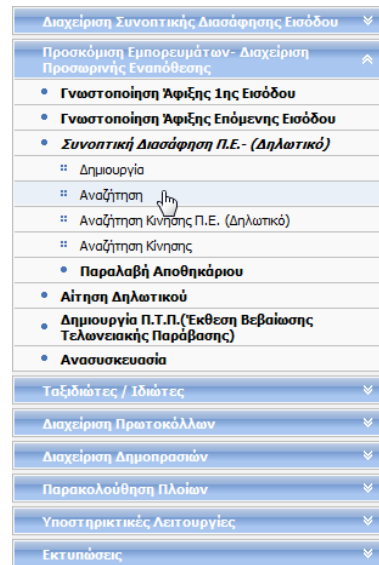 Διαχείριση Συνοπτικής Διασάφησης Εισόδου
Προσκόμιση Εμπορευμάτων- Διαχείριση
Προσωρινής Εναπόθεσης
Γνωστοποίηση Άφιξης 1ης Εισόδου
Γνωστοποίηση Άφιξης Επόμενης Εισόδου
Συνοπτική Διασάφηση Π.Ε.- (Δηλωτικό)
Δημιουργία
Αναζήτηση
Αναζήτηση Κίνησης Π.Ε. (Δηλωτικό)
Αναζήτηση Κίνησης
Παραλαβή Αποθηκάριου
Αίτηση Δηλωτικού
Δημιουργία Π.Τ.Π.(Έκθεση Βεβαίωσης
Τελωνειακής Παράβασης)
Ανασυσκευασία
Ταξιδιώτες / Ιδιώτες
Διαχείριση Πρωτοκόλλων
Διαχείριση Δημοπρασιών
Παρακολούθηση Πλοίων
Υποστηρικτικές Λειτουργίες
Εκτυπώσεις